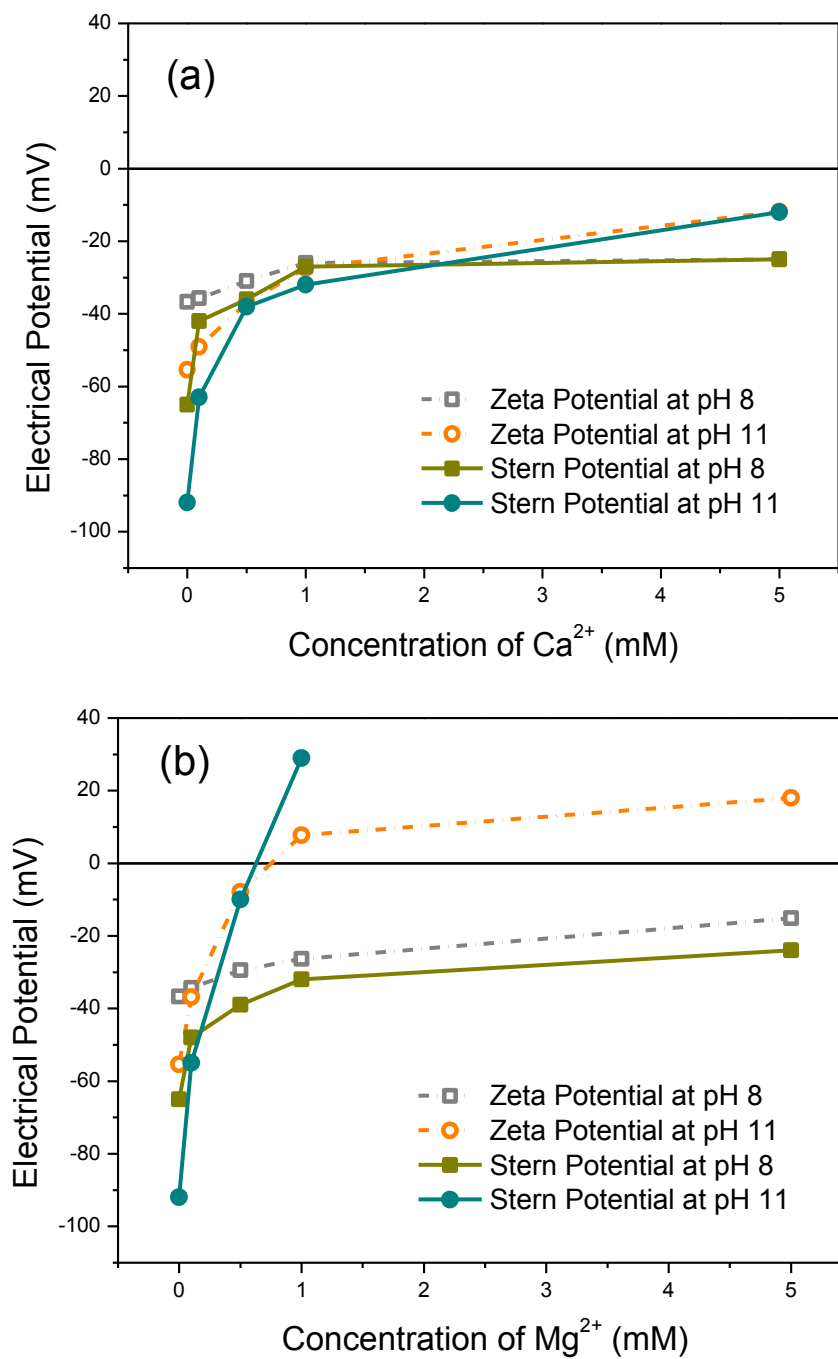 (a)
Electrical Potential (mV)
40
20
0
-20
-40
-60
-80
-100
Zeta Potential at pH 8
Zeta Potential at pH 11
Stern Potential at pH 8
Stern Potential at pH 11
0 1 2 3 4 5
Concentration of Ca²⁺ (mM)
(b)
Electrical Potential (mV)
40
20
0
-20
-40
-60
-80
-100
Zeta Potential at pH 8
Zeta Potential at pH 11
Stern Potential at pH 8
Stern Potential at pH 11
0 1 2 3 4 5
Concentration of Mg²⁺ (mM)